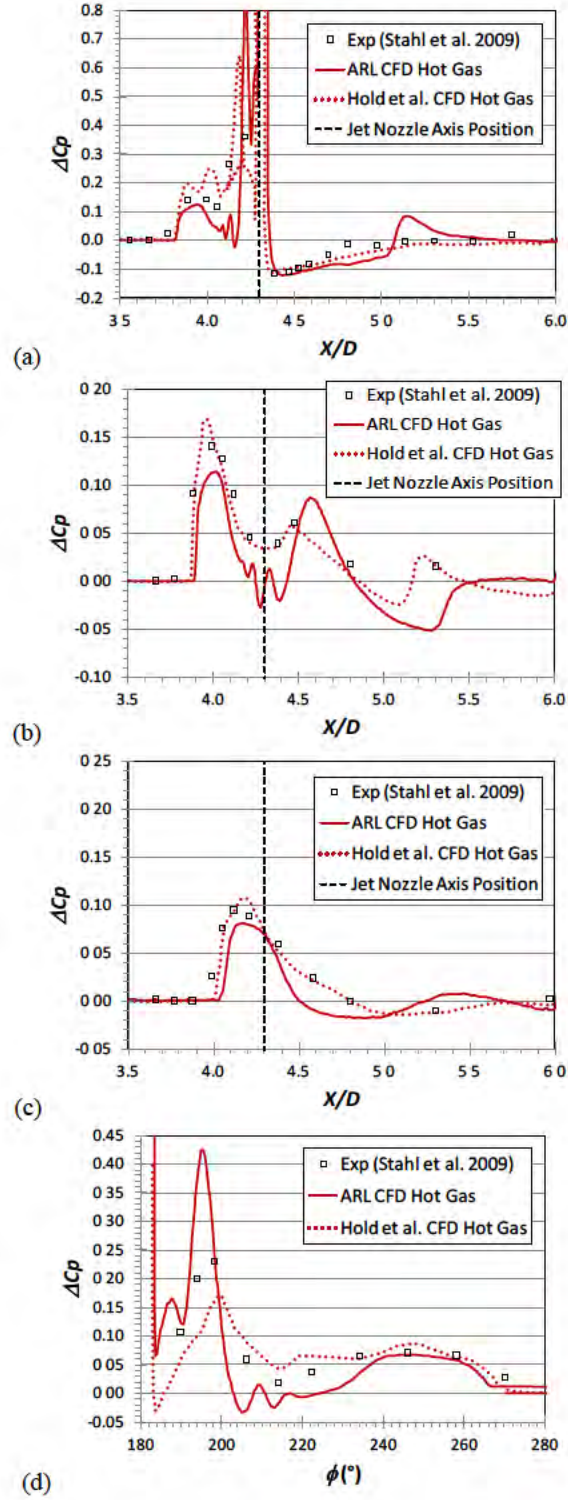 0.8
0.7
0.6
0.5
0.4
0.3
0.2
0.1
0.0
-0.1
-0.2
ΔCp
Exp (Stahl et al. 2009)
ARL CFD Hot Gas
Hold et al. CFD Hot Gas
Jet Nozzle Axis Position
3.5 4.0 4.5 5.0 5.5 6.0
X/D
(a)
0.20
0.15
0.10
0.05
0.00
-0.05
-0.10
ΔCp
Exp (Stahl et al. 2009)
ARL CFD Hot Gas
Hold et al. CFD Hot Gas
Jet Nozzle Axis Position
3.5 4.0 4.5 5.0 5.5 6.0
X/D
(b)
0.25
0.20
0.15
0.10
0.05
0.00
-0.05
ΔCp
Exp (Stahl et al. 2009)
ARL CFD Hot Gas
Hold et al. CFD Hot Gas
Jet Nozzle Axis Position
3.5 4.0 4.5 5.0 5.5 6.0
X/D
(c)
0.45
0.40
0.35
0.30
0.25
0.20
0.15
0.10
0.05
0.00
-0.05
ΔCp
Exp (Stahl et al. 2009)
ARL CFD Hot Gas
Hold et al. CFD Hot Gas
180 200 220 240 260 280
ϕ(°)
(d)